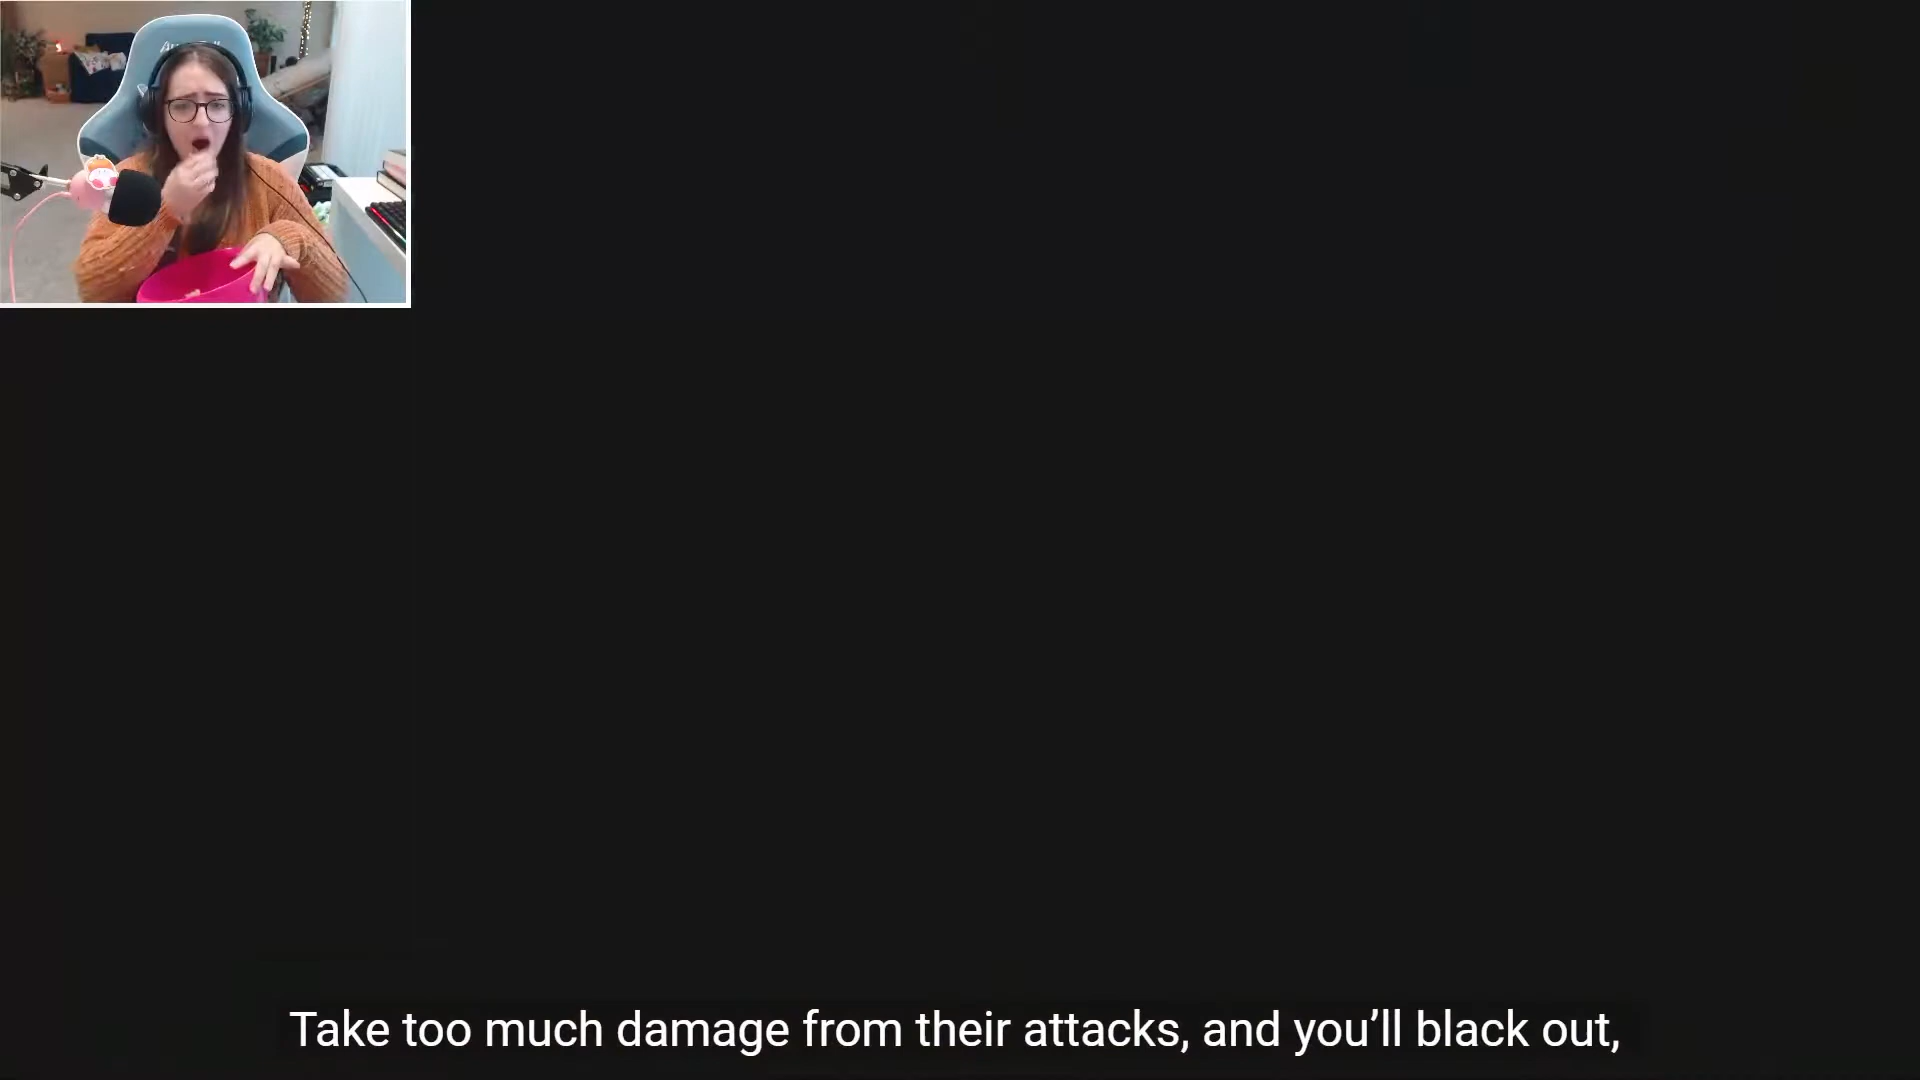 Take too much damage from their attacks, and you’ll black out,